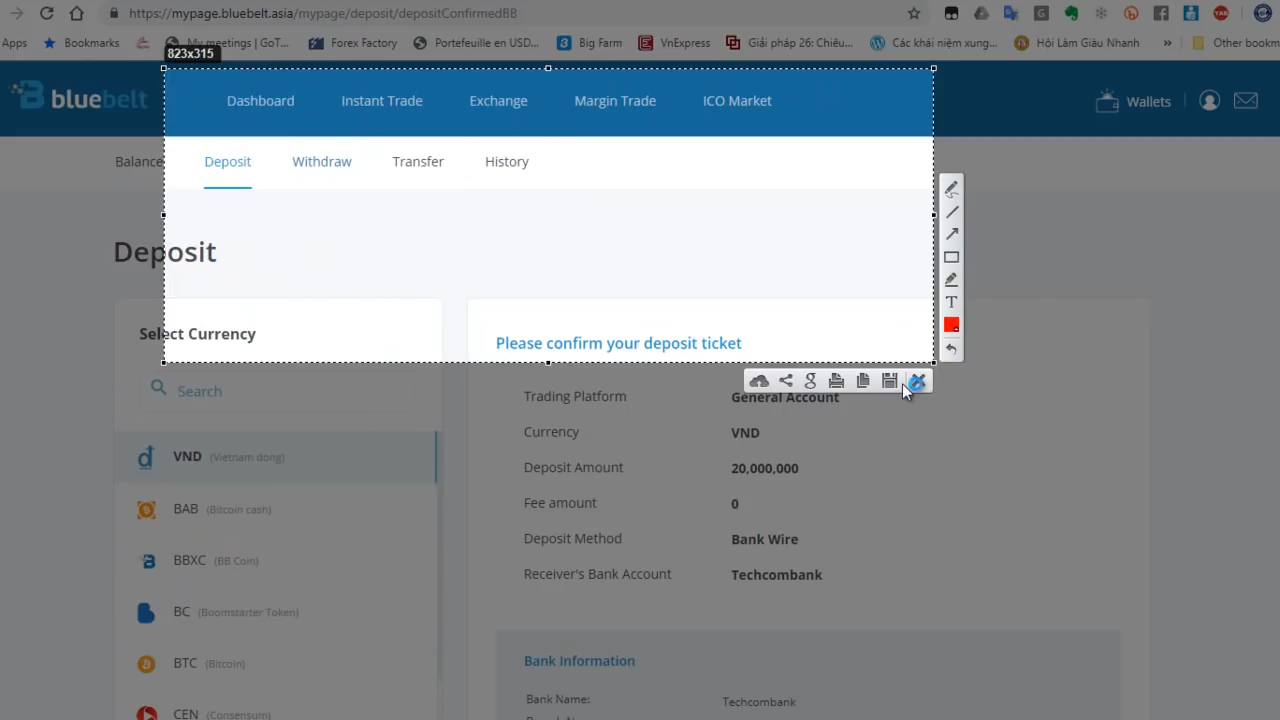 https://mypage.bluebelt.asia/mypage/deposit/depositConfirmedBB
Apps Bookmarks My meetings | GoT... Forex Factory Portefeuille en USD... Big Farm VnExpress Giải pháp 26: Chiêu... Các khái niệm xung... Hội Lâm Giàu Nhanh » Other bookm
823x315
bluebelt Dashboard Instant Trade Exchange Margin Trade ICO Market Wallets
Balance Deposit Withdraw Transfer History
Deposit
Select Currency
Search
VND (Vietnam dong)
BAB (Bitcoin cash)
BBXC (BB Coin)
BC (Boomstarter Token)
BTC (Bitcoin)
CEN (Consensum)
Please confirm your deposit ticket
Trading Platform General Account
Currency VND
Deposit Amount 20,000,000
Fee amount 0
Deposit Method Bank Wire
Receiver's Bank Account Techcombank
Bank Information
Bank Name: Techcombank